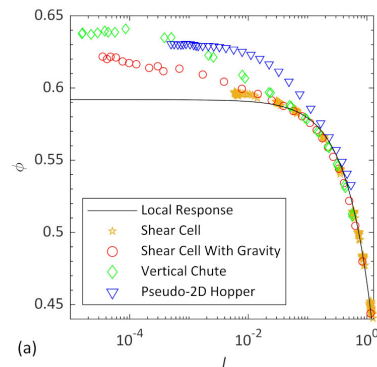 0.65
0.6
ϕ
0.55
0.5
0.45
Local Response
Shear Cell
Shear Cell With Gravity
Vertical Chute
Pseudo-2D Hopper
10⁻⁴
10⁻²
10⁰
(a)
I